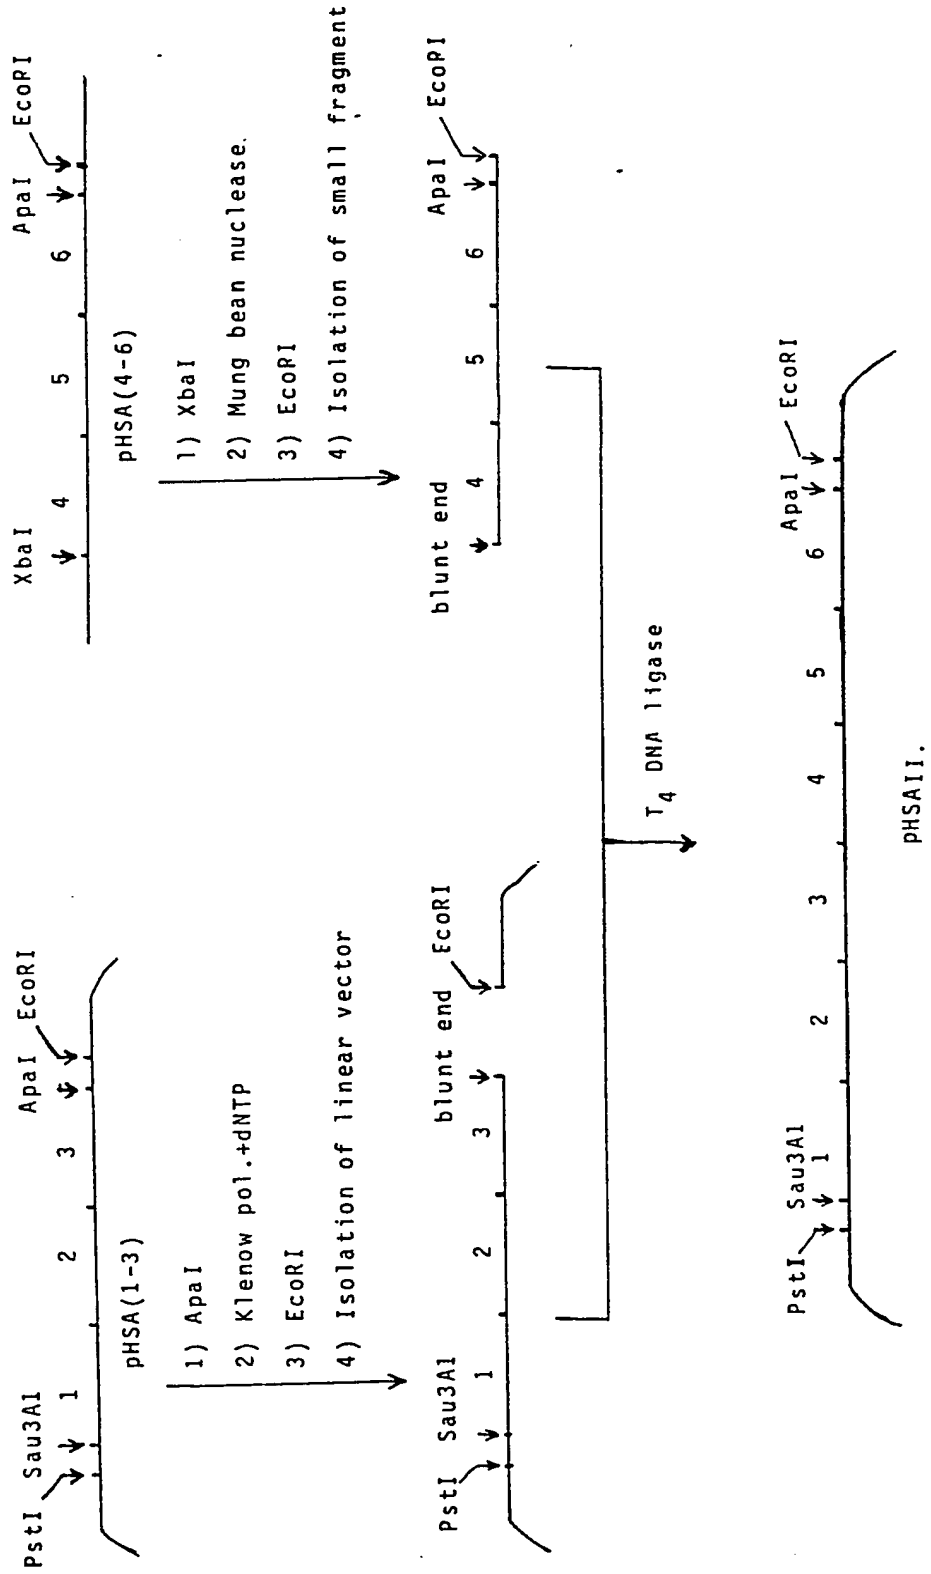 PstI Sau3A1
ApaI EcoRI
1 2 3
pHSA(1-3)
1) ApaI
2) Klenow pol.+dNTP
3) EcoRI
4) Isolation of linear vector
PstI Sau3A1
blunt end EcoRI
1 2 3
XbaI
ApaI EcoRI
4 5 6
pHSA(4-6)
1) XbaI
2) Mung bean nuclease.
3) EcoRI
4) Isolation of small fragment
blunt end
ApaI EcoRI
4 5 6
T4 DNA ligase
PstI Sau3A1
ApaI EcoRI
1 2 3 4 5 6
pHSAII.